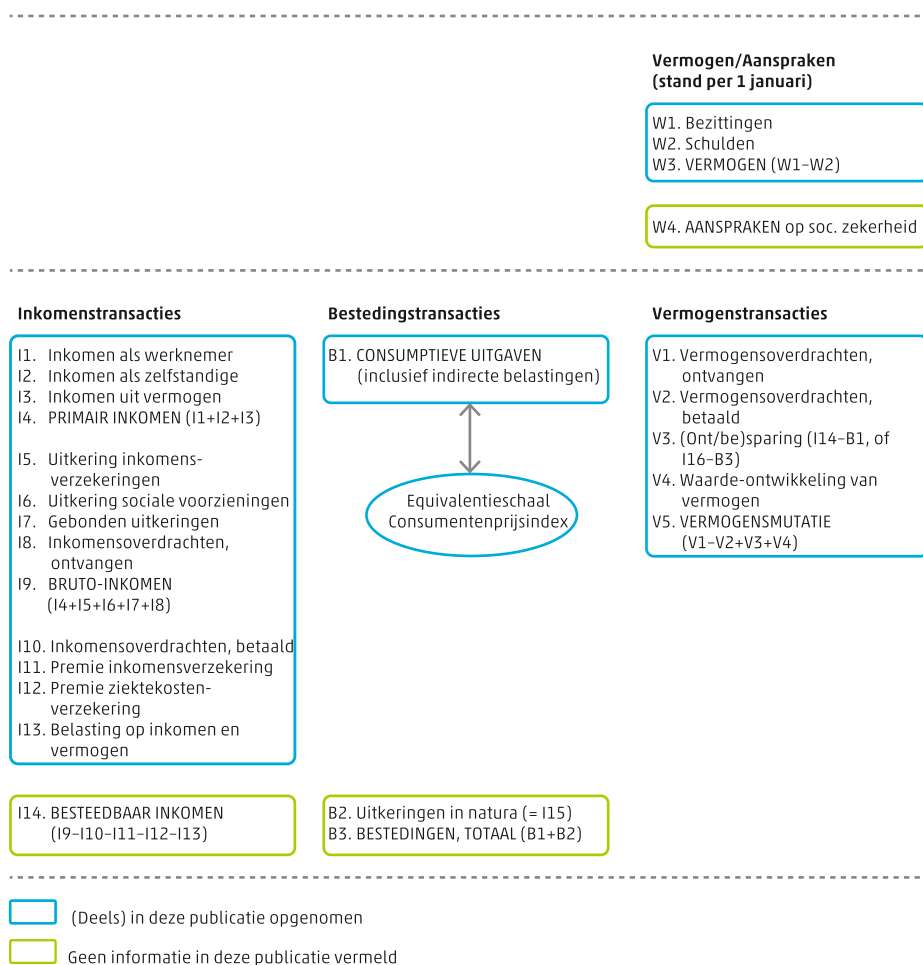 Vermogen/Aanspraken
(stand per 1 januari)
W1. Bezittingen
W2. Schulden
W3. VERMOGEN (W1–W2)
W4. AANSPRAKEN op soc. zekerheid
Inkomenstransacties
I1. Inkomen als werknemer
I2. Inkomen als zelfstandige
I3. Inkomen uit vermogen
I4. PRIMAIR INKOMEN (I1+I2+I3)
I5. Uitkering inkomens-
verzekeringen
I6. Uitkering sociale voorzieningen
I7. Gebonden uitkeringen
I8. Inkomensoverdrachten,
ontvangen
I9. BRUTO-INKOMEN
(I4+I5+I6+I7+I8)
I10. Inkomensoverdrachten, betaald
I11. Premie inkomensverzekering
I12. Premie ziektekosten-
verzekering
I13. Belasting op inkomen en
vermogen
I14. BESTEEDBAAR INKOMEN
(I9–I10–I11–I12–I13)
Bestedingstransacties
B1. CONSUMPTIEVE UITGAVEN
(inclusief indirecte belastingen)
Equivalentieschaal
Consumentenprijsindex
B2. Uitkeringen in natura (= I15)
B3. BESTEDINGEN, TOTAAL (B1+B2)
Vermogenstransacties
V1. Vermogensoverdrachten,
ontvangen
V2. Vermogensoverdrachten,
betaald
V3. (Ont/be)sparing (I14–B1, of
I16–B3)
V4. Waarde-ontwikkeling van
vermogen
V5. VERMOGENSMUTATIE
(V1–V2+V3+V4)
(Deels) in deze publicatie opgenomen
Geen informatie in deze publicatie vermeld